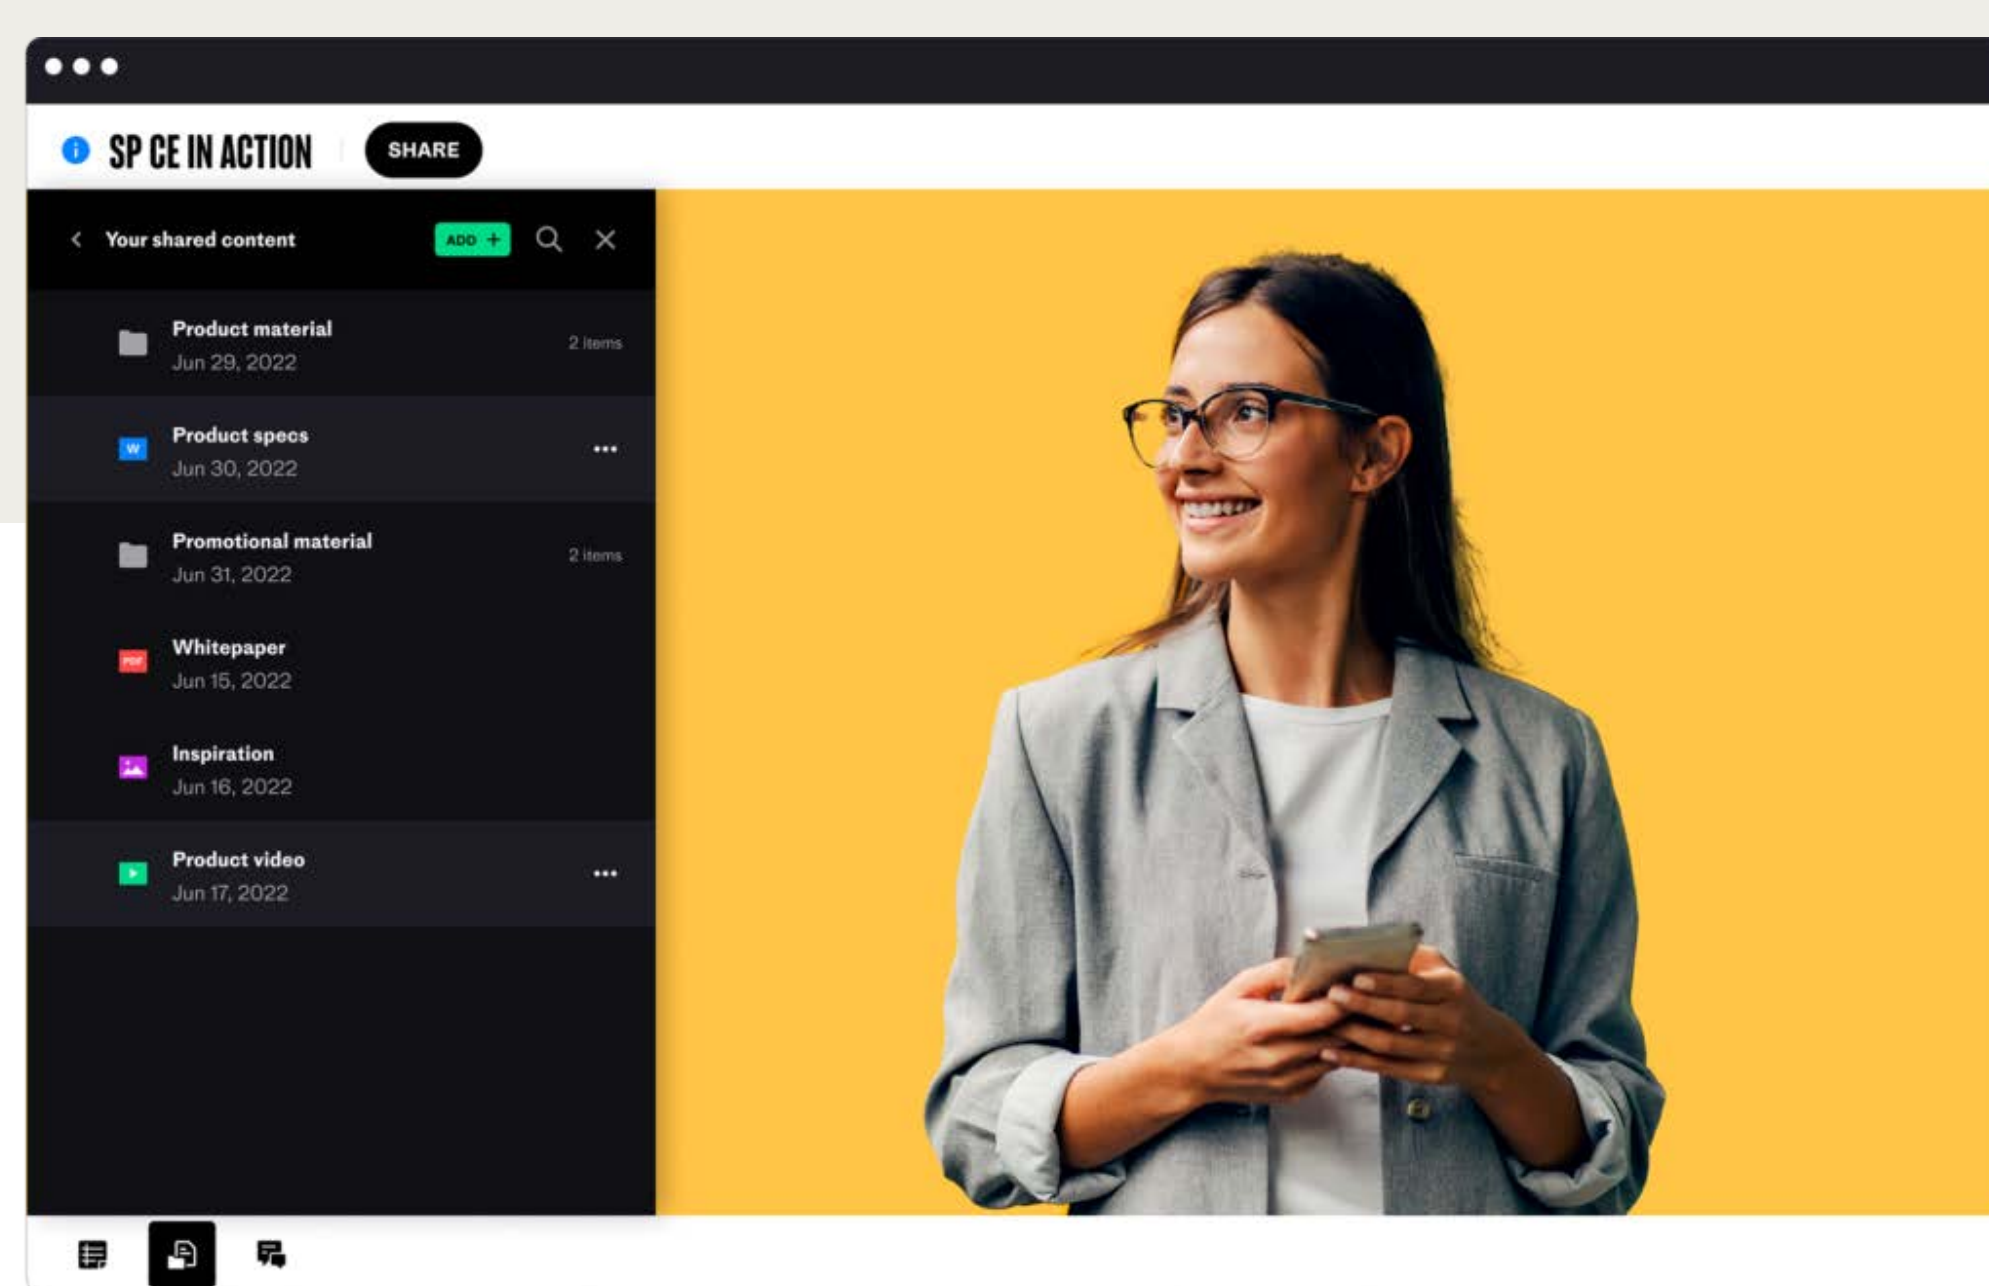 SP CE IN ACTION
SHARE
Your shared content
ADD +
Product material
2 items
Jun 29, 2022
W
Product specs
Jun 30, 2022
Promotional material
2 items
Jun 31, 2022
PDF
Whitepaper
Jun 15, 2022
Inspiration
Jun 16, 2022
Product video
Jun 17, 2022